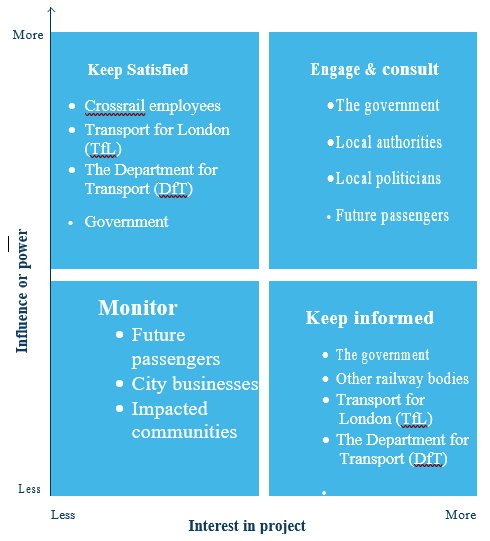 More
Keep Satisfied
Crossrail employees
Transport for London
(TfL)
The Department for
Transport (DfT)
Government
Engage & consult
The government
Local authorities
Local politicians
Future passengers
Influence or power
Monitor
Future
passengers
City businesses
Impacted
communities
Keep informed
The government
Other railway bodies
Transport for
London (TfL)
The Department for
Transport (DfT)
Less
Less
More
Interest in project